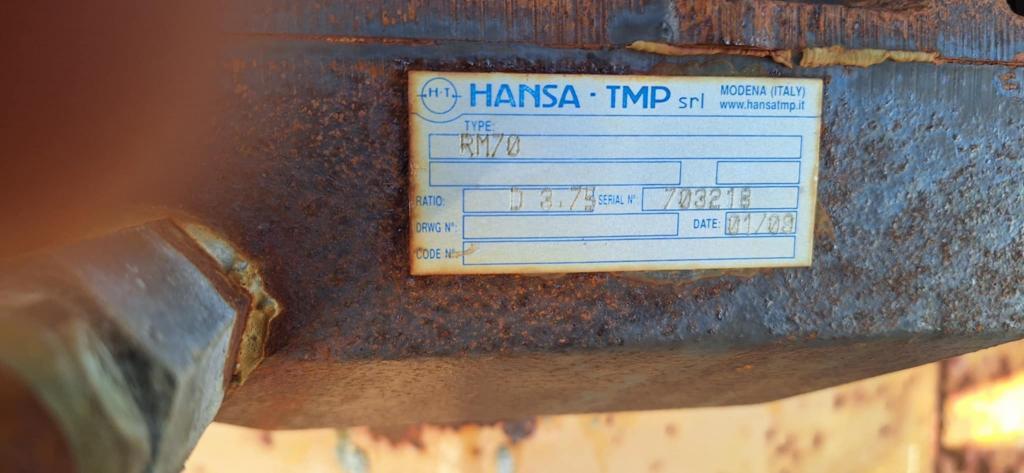 H·T HANSA · TMP srl MODENA (ITALY)
www.hansatmp.it
TYPE:
RM70
RATIO: D 3.75 SERIAL N° 703218
DRWG N°: DATE: 01/09
CODE N°